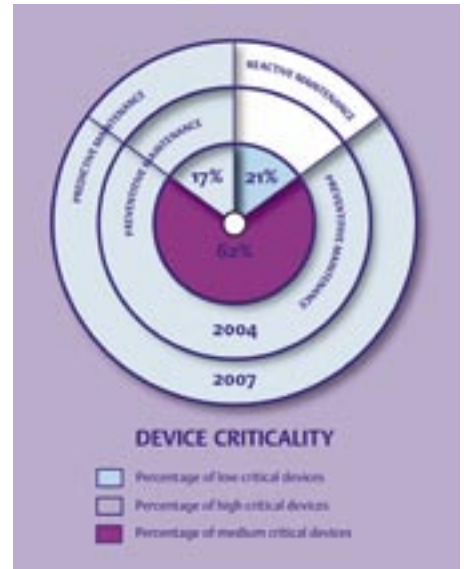 REACTIVE MAINTENANCE
PREDICTIVE MAINTENANCE
PREVENTIVE MAINTENANCE
PREVENTIVE MAINTENANCE
17%
21%
62%
2004
2007
DEVICE CRITICALITY
Percentage of low critical devices
Percentage of high critical devices
Percentage of medium critical devices